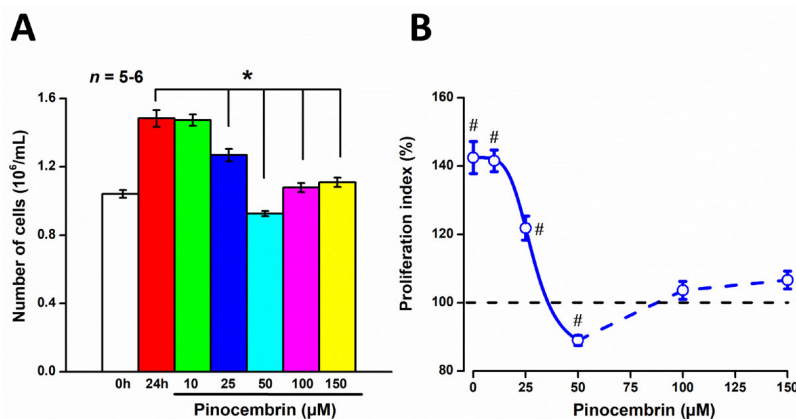 A
n = 5-6
*
Number of cells (10⁶/mL)
1.6
1.2
0.8
0.4
0.0
0h 24h 10 25 50 100 150
Pinocembrin (µM)
B
Proliferation index (%)
160
140
120
100
80
# #
#
#
0 25 50 75 100 125 150
Pinocembrin (µM)